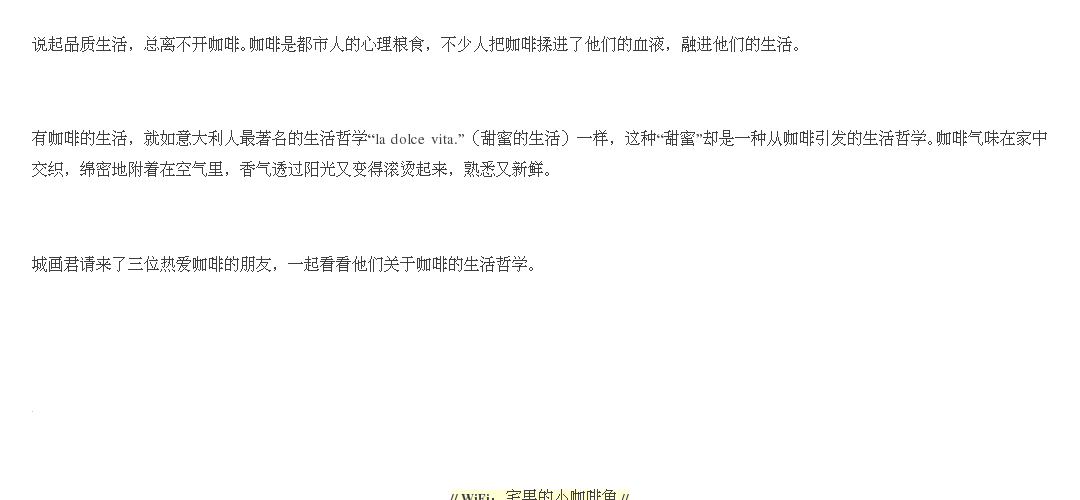 说起品质生活，总离不开咖啡。咖啡是都市人的心理粮食，不少人把咖啡揉进了他们的血液，融进他们的生活。
有咖啡的生活，就如意大利人最著名的生活哲学“la dolce vita.”（甜蜜的生活）一样，这种“甜蜜”却是一种从咖啡引发的生活哲学。咖啡气味在家中
交织，绵密地附着在空气里，香气透过阳光又变得滚烫起来，熟悉又新鲜。
城画君请来了三位热爱咖啡的朋友，一起看看他们关于咖啡的生活哲学。
// WiFi：宅里的小咖啡角 //